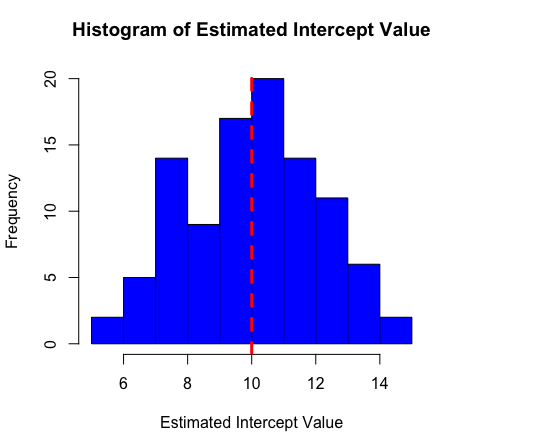 Histogram of Estimated Intercept Value
Frequency
20
15
10
5
0
6 8 10 12 14
Estimated Intercept Value